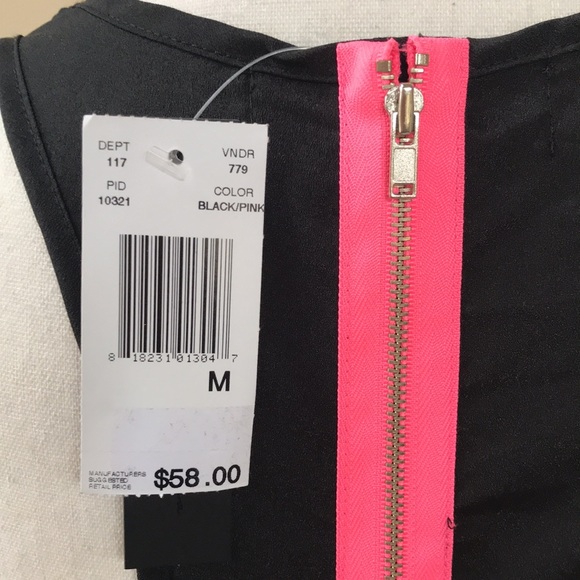 DEPT VNDR
117 779
PID COLOR
10321 BLACK/PINK
8 18231 01304 7
M
MANUFACTURERS
SUGGESTED
RETAIL PRICE $58.00